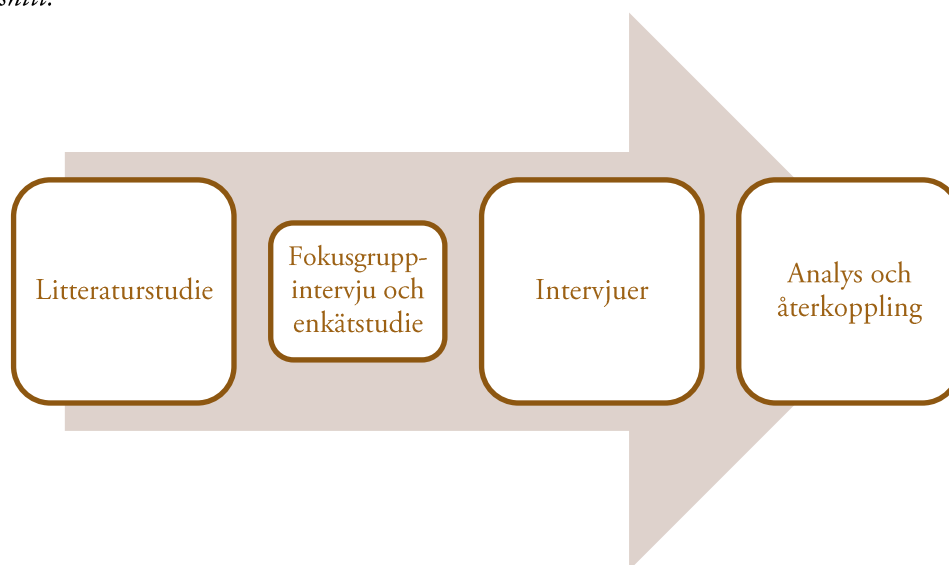 Litteraturstudie
Fokusgrupp-
intervju och
enkätstudie
Intervjuer
Analys och
återkoppling